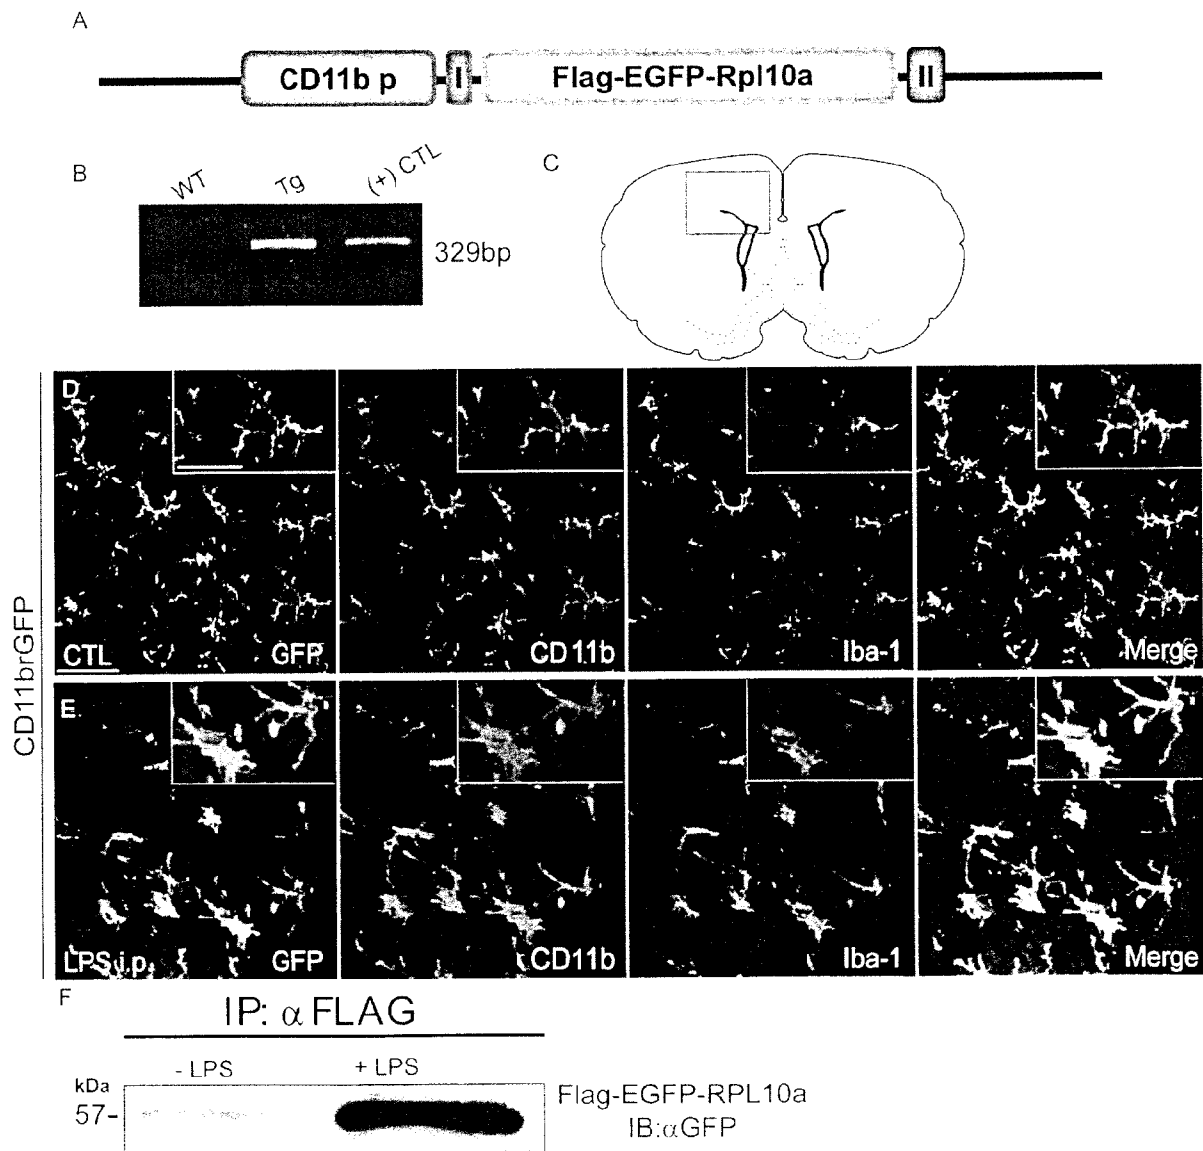 A
CD11b p
I
Flag-EGFP-Rpl10a
II
B
WT
Tg
(+) CTL
329bp
C
CD11brGFP
D
CTL
GFP
CD11b
Iba-1
Merge
E
LPS i.p.
GFP
CD11b
Iba-1
Merge
F
IP: αFLAG
- LPS
+ LPS
kDa
57-
Flag-EGFP-RPL10a
IB:αGFP